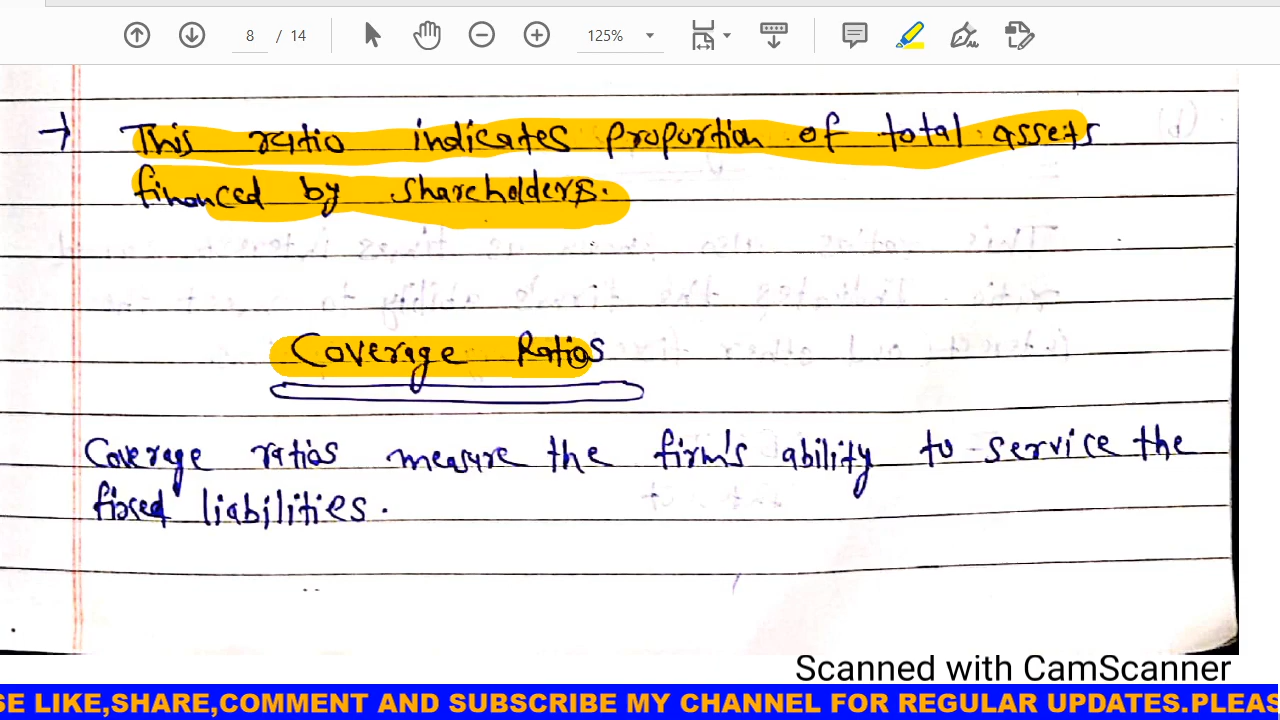 8 / 14 125%
→ This ratio indicates proportion of total assets
financed by shareholders.
Coverage Ratios
Coverage ratios measure the firm's ability to service the
fixed liabilities.
Scanned with CamScanner
SE LIKE,SHARE,COMMENT AND SUBSCRIBE MY CHANNEL FOR REGULAR UPDATES.PLEAS